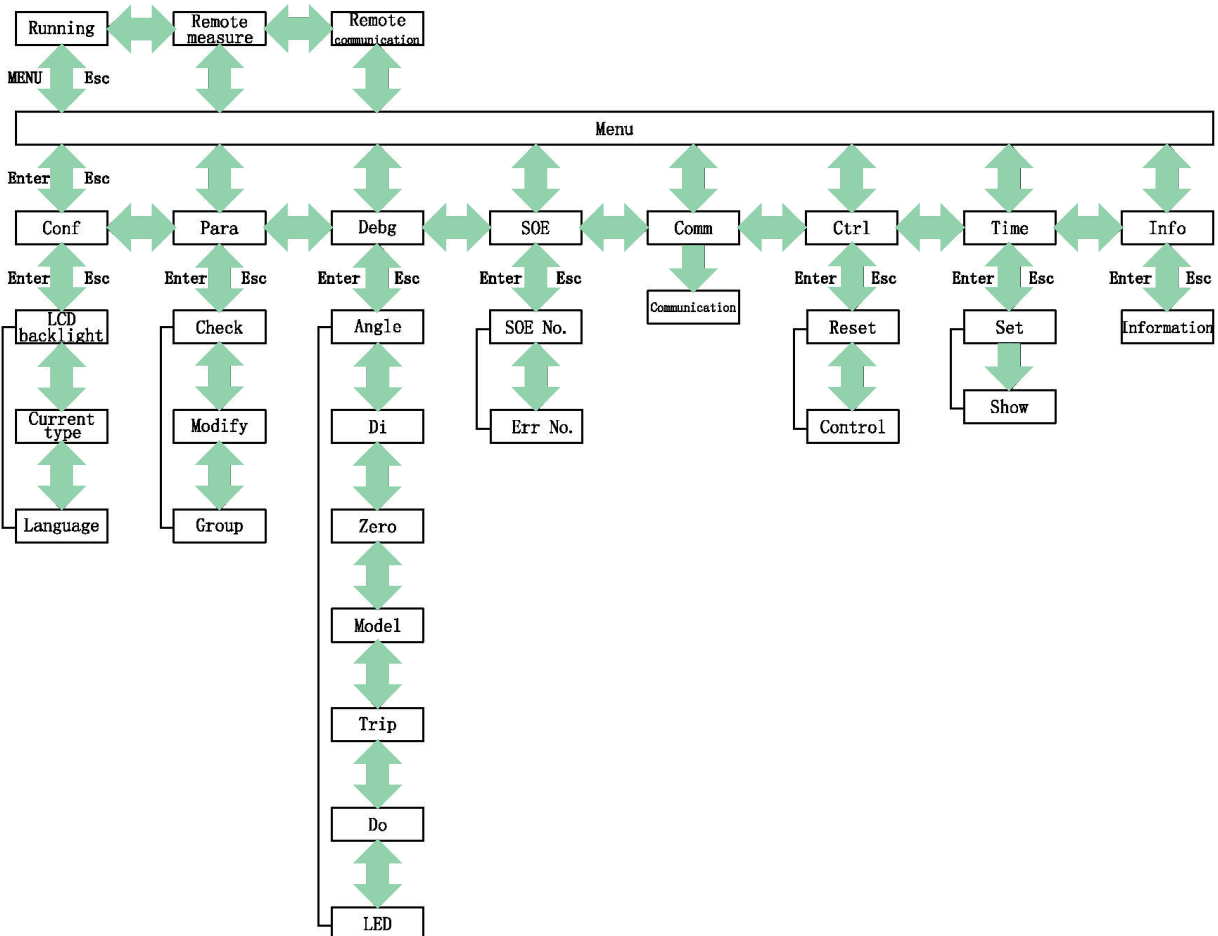 Running
Remote
measure
Remote
communication
MENU Esc
Menu
Enter Esc
Conf
Para
Debg
SOE
Comm
Ctrl
Time
Info
Enter Esc
Enter Esc
Enter Esc
Enter Esc
Enter Esc
Enter Esc
Enter Esc
LCD
backlight
Check
Angle
SOE No.
Communication
Reset
Set
Information
Current
type
Modify
Di
Err No.
Control
Show
Language
Group
Zero
Model
Trip
Do
LED